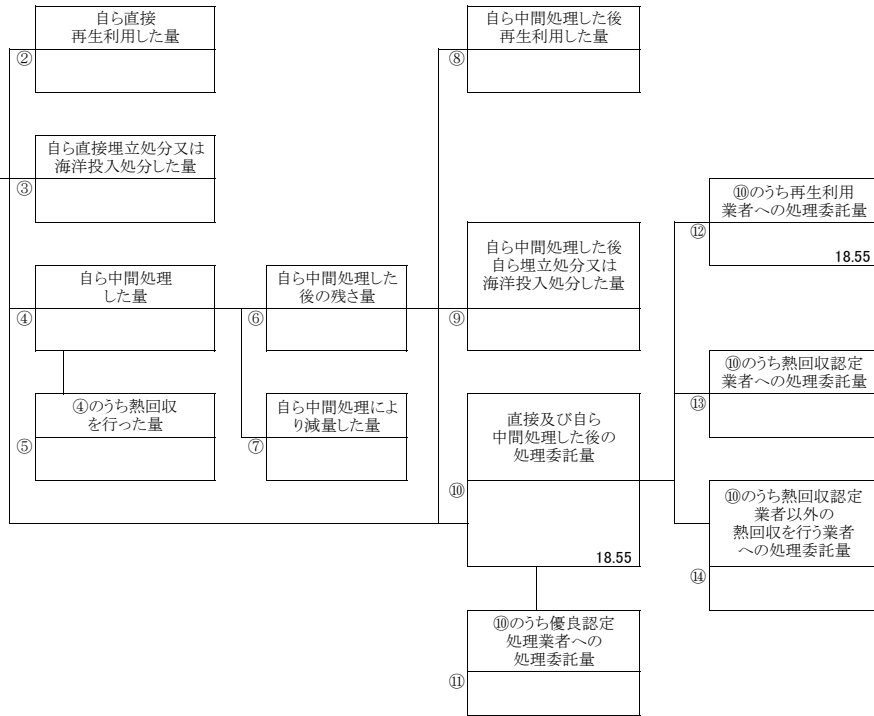 自ら直接
再生利用した量
②
自ら直接埋立処分又は
海洋投入処分した量
③
自ら中間処理
した量
④
④のうち熱回収
を行った量
⑤
自ら中間処理した
後の残さ量
⑥
自ら中間処理によ
り減量した量
⑦
自ら中間処理した後
再生利用した量
⑧
自ら中間処理した後
自ら埋立処分又は
海洋投入処分した量
⑨
直接及び自ら
中間処理した後の
処理委託量
⑩
18.55
⑩のうち優良認定
処理業者への
処理委託量
⑪
⑩のうち再生利用
業者への処理委託量
⑫
18.55
⑩のうち熱回収認定
業者への処理委託量
⑬
⑩のうち熱回収認定
業者以外の
熱回収を行う業者
への処理委託量
⑭